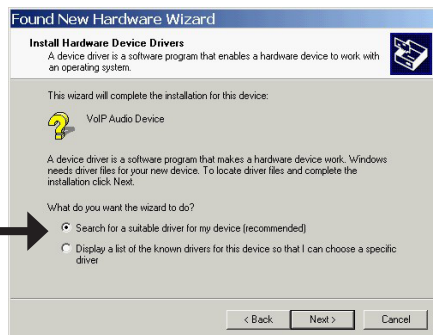 Found New Hardware Wizard
Install Hardware Device Drivers
A device driver is a software program that enables a hardware device to work with
an operating system.
This wizard will complete the installation for this device:
VoIP Audio Device
A device driver is a software program that makes a hardware device work. Windows
needs driver files for your new device. To locate driver files and complete the
installation click Next.
What do you want the wizard to do?
Search for a suitable driver for my device (recommended)
Display a list of the known drivers for this device so that I can choose a specific
driver
< Back Next > Cancel